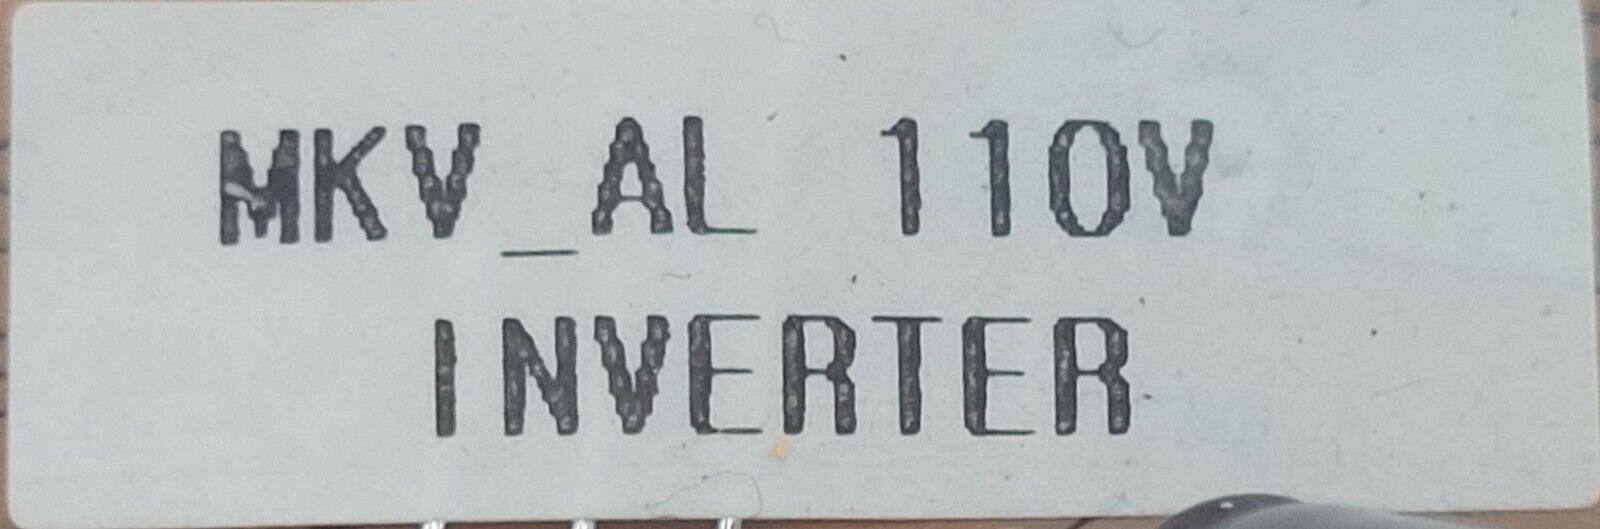 MKV_AL 110V
INVERTER